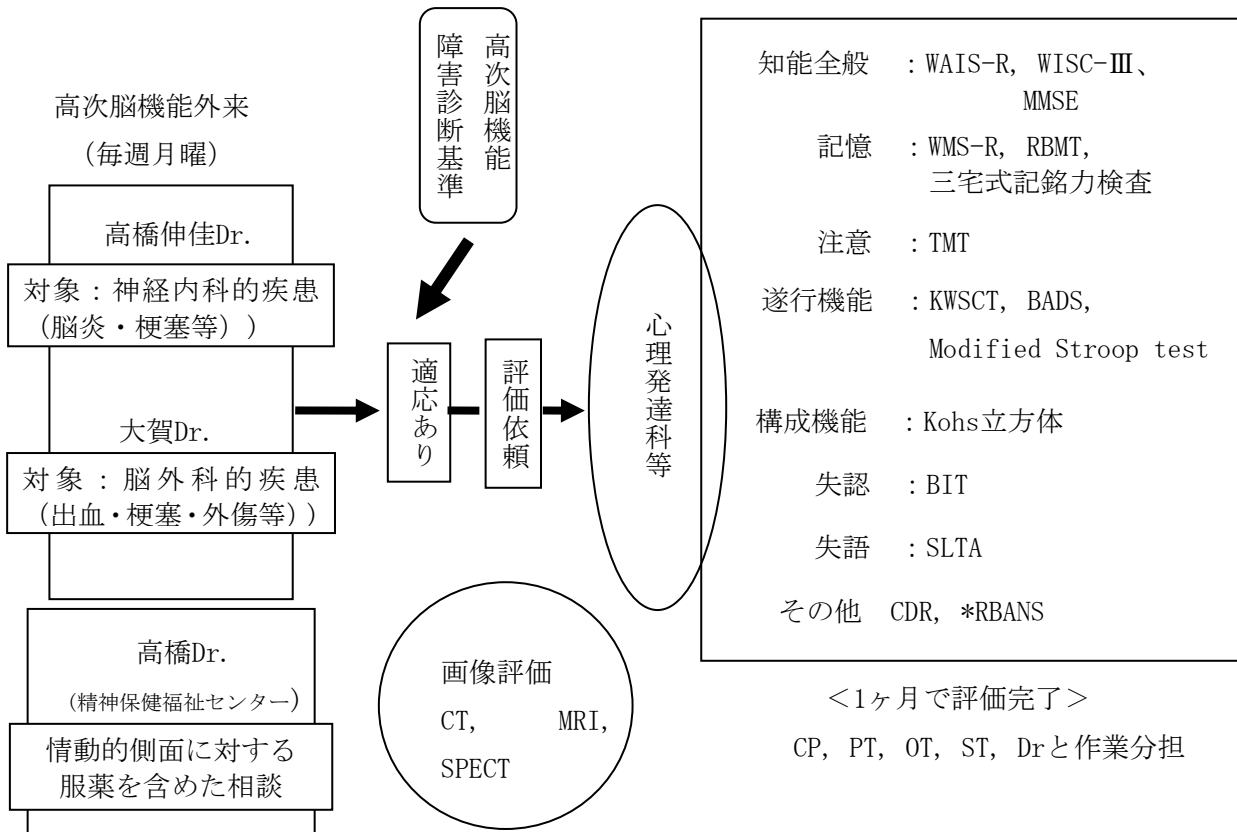 高次脳機能外来
（毎週月曜）
高橋伸佳Dr.
対象：神経内科的疾患
（脳炎・梗塞等））
大賀Dr.
対象：脳外科的疾患
（出血・梗塞・外傷等））
高橋Dr.
(精神保健福祉センター)
情動的側面に対する
服薬を含めた相談
高次脳機能
障害診断基準
適応あり
評価依頼
心理発達科等
画像評価
CT, MRI,
SPECT
知能全般 ：WAIS-R, WISC-Ⅲ、
MMSE
記憶 ：WMS-R, RBMT,
三宅式記銘力検査
注意 ：TMT
遂行機能 ：KWSCT, BADS,
Modified Stroop test
構成機能 ：Kohs立方体
失認 ：BIT
失語 ：SLTA
その他 CDR, *RBANS
＜1ヶ月で評価完了＞
CP, PT, OT, ST, Drと作業分担